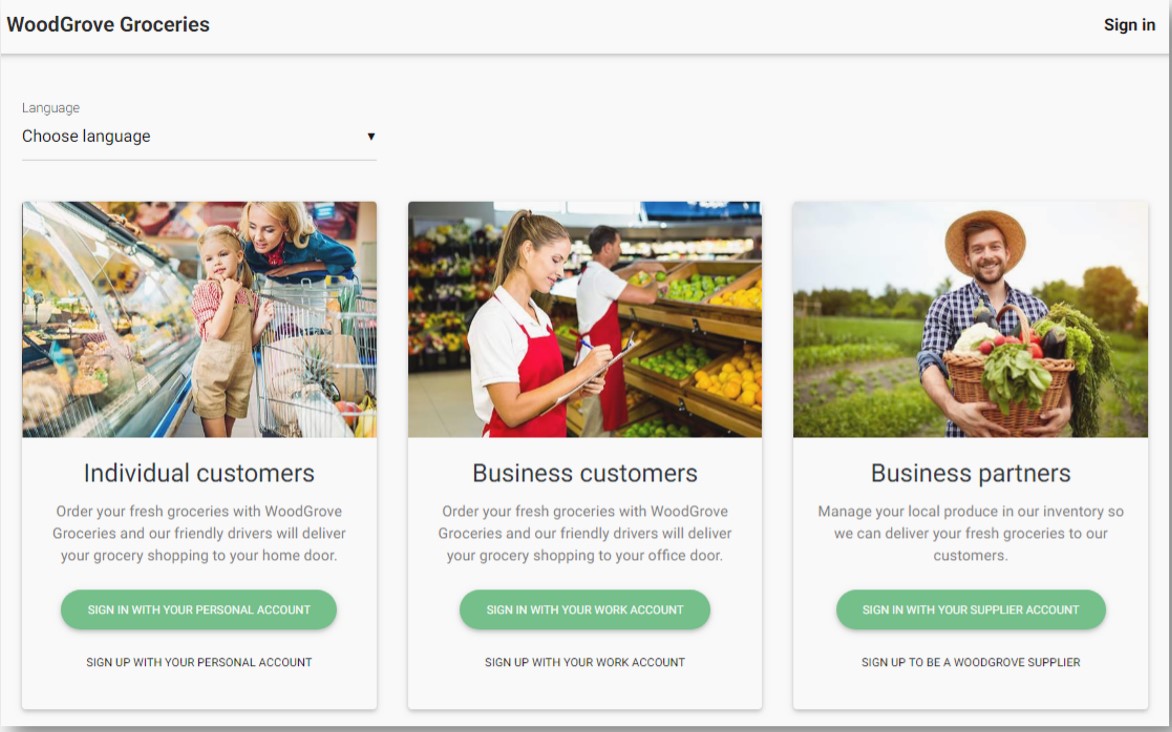 WoodGrove Groceries
Sign in
Language
Choose language
Individual customers
Order your fresh groceries with WoodGrove
Groceries and our friendly drivers will deliver
your grocery shopping to your home door.
SIGN IN WITH YOUR PERSONAL ACCOUNT
SIGN UP WITH YOUR PERSONAL ACCOUNT
Business customers
Order your fresh groceries with WoodGrove
Groceries and our friendly drivers will deliver
your grocery shopping to your office door.
SIGN IN WITH YOUR WORK ACCOUNT
SIGN UP WITH YOUR WORK ACCOUNT
Business partners
Manage your local produce in our inventory so
we can deliver your fresh groceries to our
customers.
SIGN IN WITH YOUR SUPPLIER ACCOUNT
SIGN UP TO BE A WOODGROVE SUPPLIER